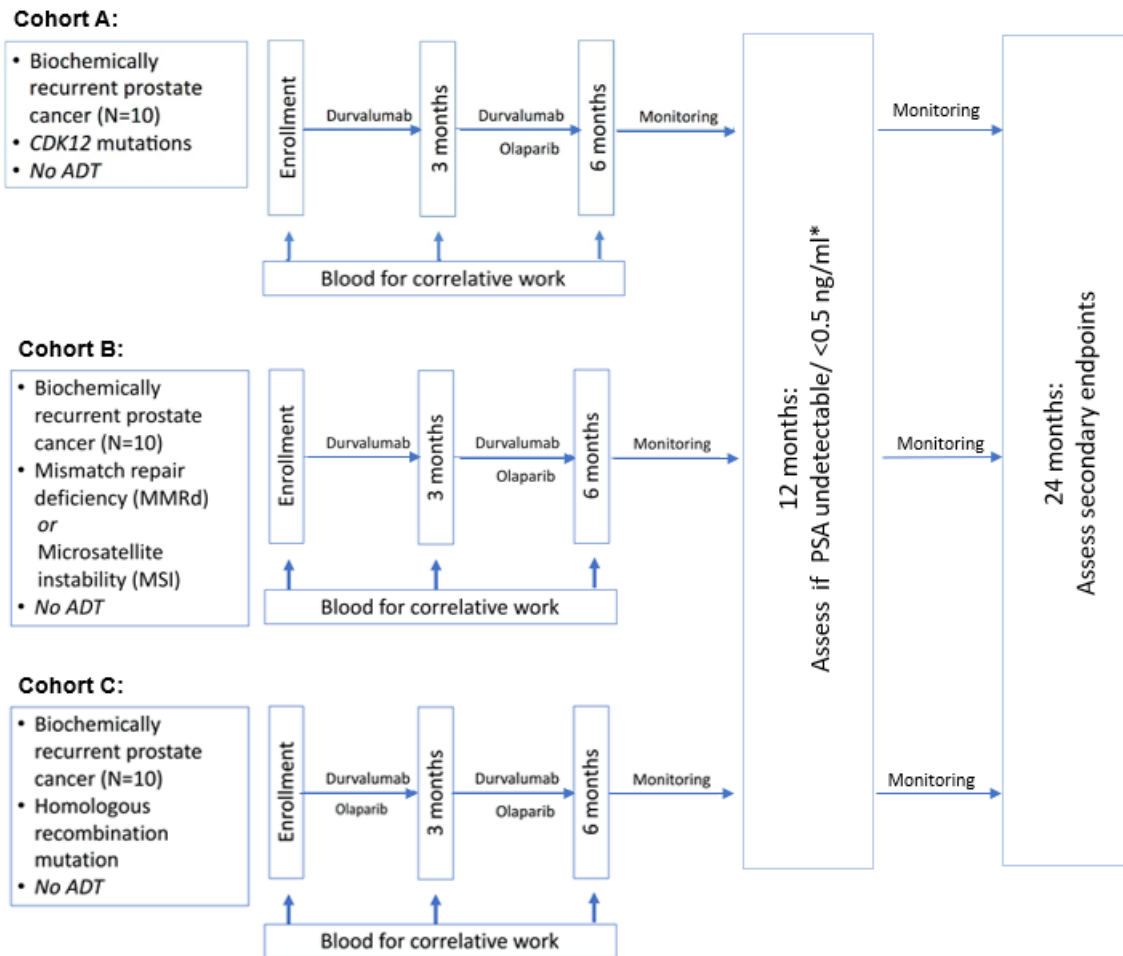 Cohort A:
• Biochemically
recurrent prostate
cancer (N=10)
• CDK12 mutations
• No ADT
Enrollment
Durvalumab
3 months
Durvalumab
Olaparib
6 months
Monitoring
Blood for correlative work
Cohort B:
• Biochemically
recurrent prostate
cancer (N=10)
• Mismatch repair
deficiency (MMRd)
or
Microsatellite
instability (MSI)
• No ADT
Enrollment
Durvalumab
3 months
Durvalumab
Olaparib
6 months
Monitoring
Blood for correlative work
Cohort C:
• Biochemically
recurrent prostate
cancer (N=10)
• Homologous
recombination
mutation
• No ADT
Enrollment
Durvalumab
Olaparib
3 months
Durvalumab
Olaparib
6 months
Monitoring
Blood for correlative work
12 months:
Assess if PSA undetectable/ <0.5 ng/ml*
Monitoring
Monitoring
Monitoring
24 months:
Assess secondary endpoints